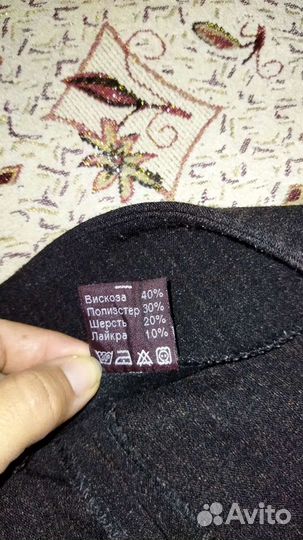 Вискоза 40%
Полиэстер 30%
Шерсть 20%
Лайкра 10%
Avito